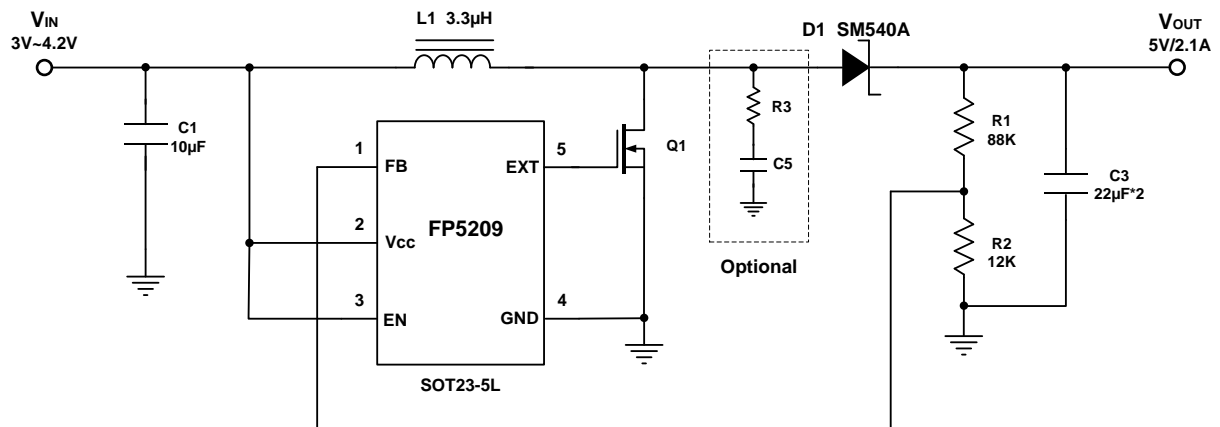 VIN
3V~4.2V
L1 3.3µH
D1 SM540A
VOUT
5V/2.1A
C1
10µF
1
FB
2
Vcc
3
EN
FP5209
5
EXT
4
GND
SOT23-5L
Q1
R3
C5
Optional
R1
88K
R2
12K
C3
22µF*2